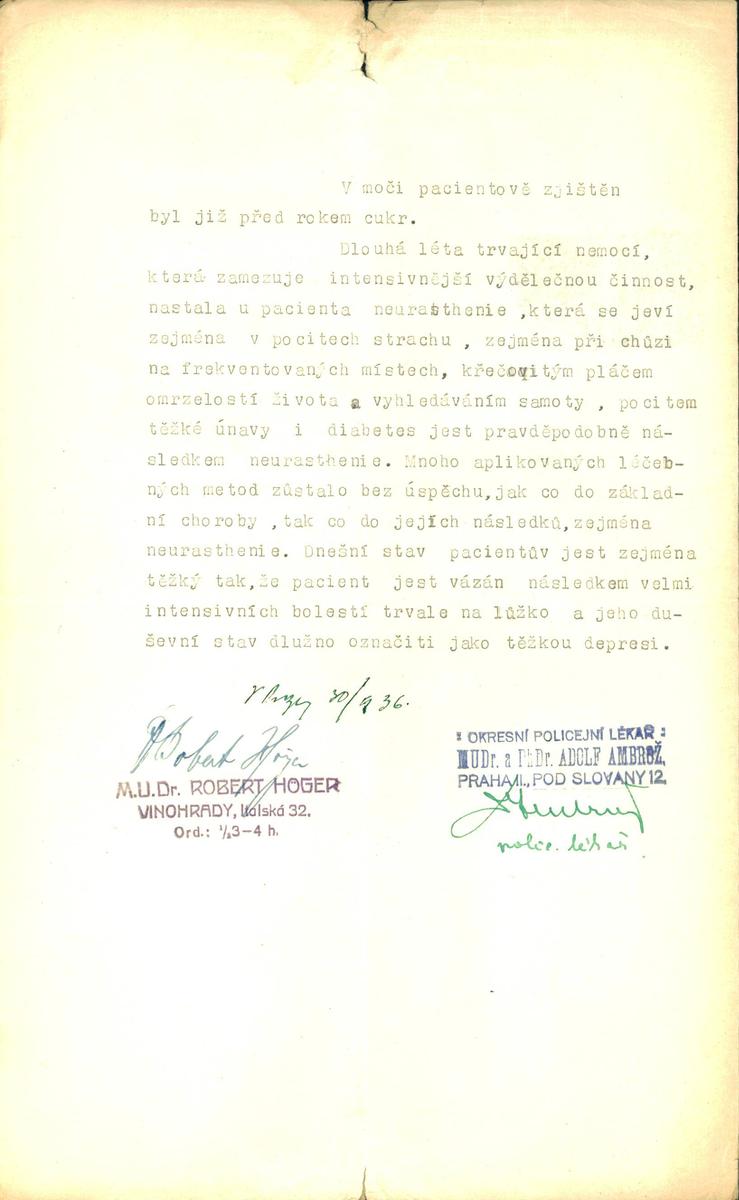 V moči pacientově zjištěn
byl již před rokem cukr.
Dlouhá léta trvající nemocí,
která zamezuje intensivnější výdělečnou činnost,
nastala u pacienta neurasthenie ,která se jeví
zejména v pocitech strachu , zejména při chůzi
na frekventovaných místech, křečovitým pláčem
omrzelostí života a vyhledáváním samoty , pocitem
těžké únavy i diabetes jest pravděpodobně ná-
sledkem neurasthenie. Mnoho aplikovaných léčeb-
ných metod zůstalo bez úspěchu,jak co do základ-
ní choroby ,tak co do jejích následků,zejména
neurasthenie. Dnešní stav pacientův jest zejména
těžký tak,že pacient jest vázán následkem velmi
intensivních bolestí trvale na lůžko a jeho du-
ševní stav dlužno označiti jako těžkou depresi.
30/9 36.
Robert Höger
M.U.Dr. ROBERT HÖGER
VINOHRADY, Italská 32.
Ord.: ½3—4 h.
OKRESNÍ POLICEJNÍ LÉKAŘ
MUDr. a PhDr. ADOLF AMBROŽ,
PRAHA II., POD SLOVANY 12.
polic. lékař